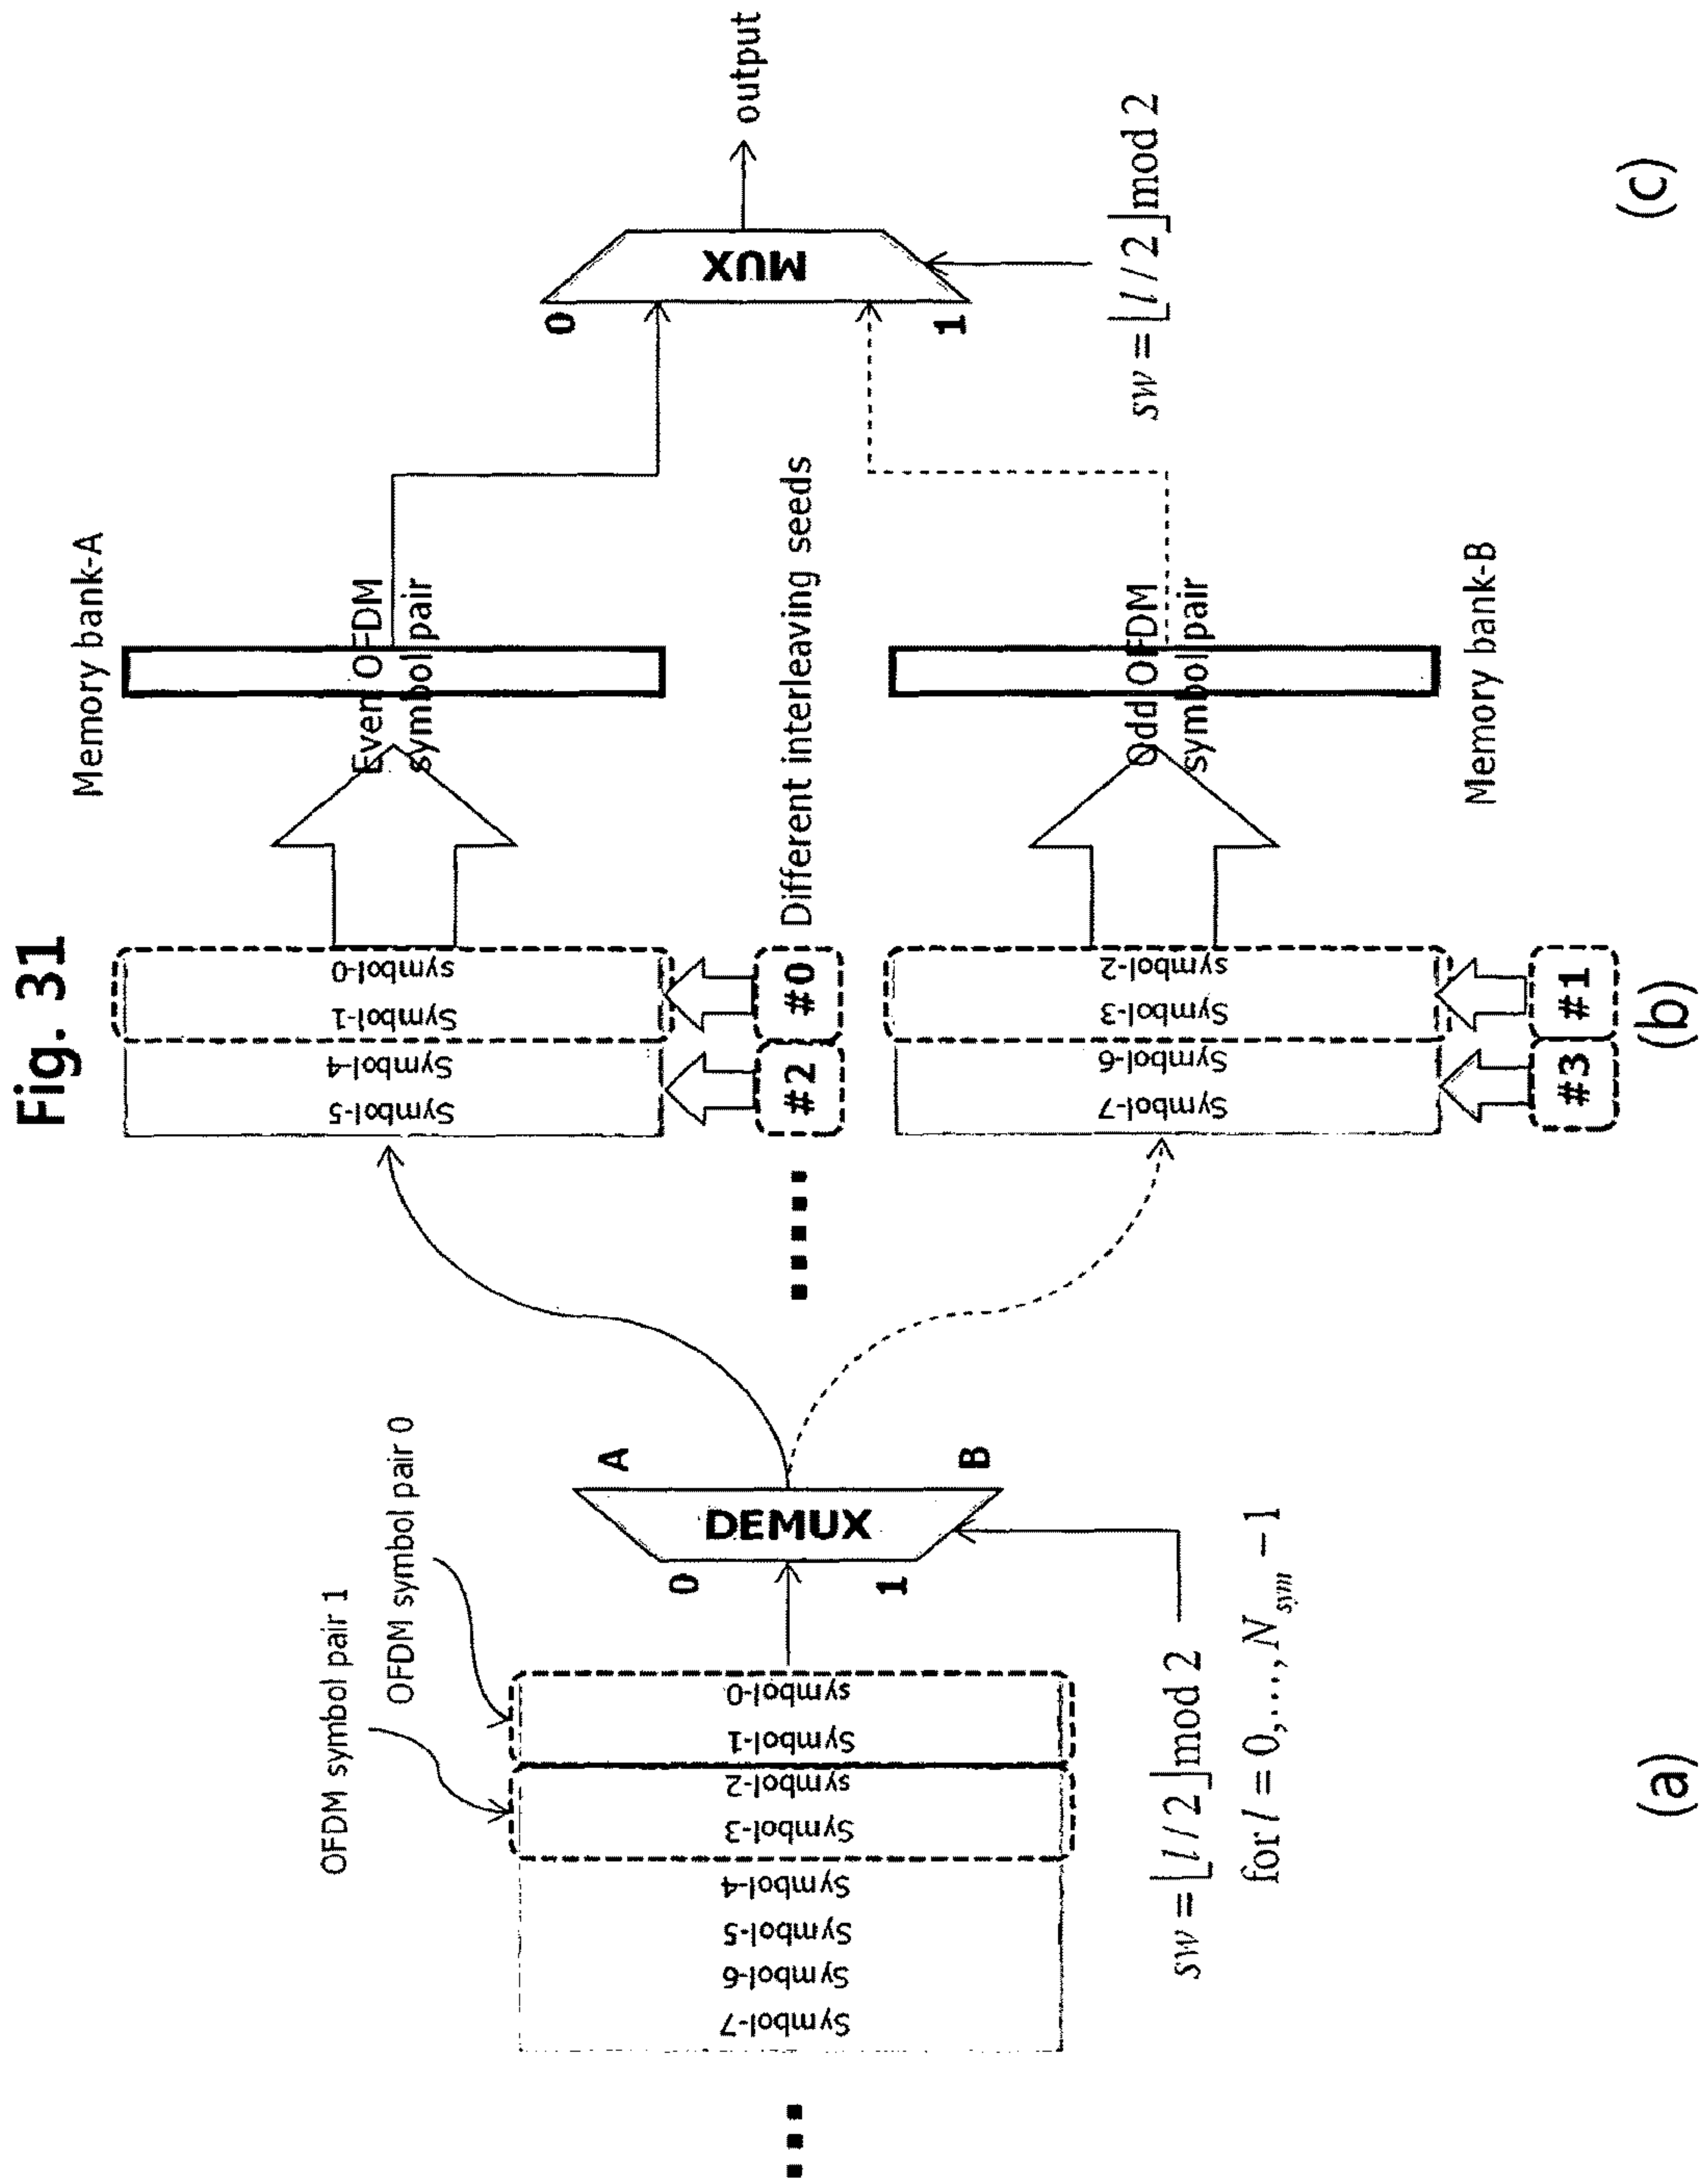 Fig. 31
OFDM symbol pair 1
OFDM symbol pair 0
Symbol-7
Symbol-6
Symbol-5
Symbol-4
Symbol-3
symbol-2
Symbol-1
symbol-0
0
1
DEMUX
A
B
sw = ⌊l / 2⌋ mod 2
for l = 0,…, N_sym − 1
(a)
Symbol-5
Symbol-4
Symbol-1
symbol-0
#2
#0
Different interleaving seeds
Symbol-7
Symbol-6
Symbol-3
symbol-2
#3
#1
(b)
Memory bank-A
Even OFDM
symbol pair
Odd OFDM
symbol pair
Memory bank-B
0
1
MUX
output
sw = ⌊l / 2⌋ mod 2
(c)